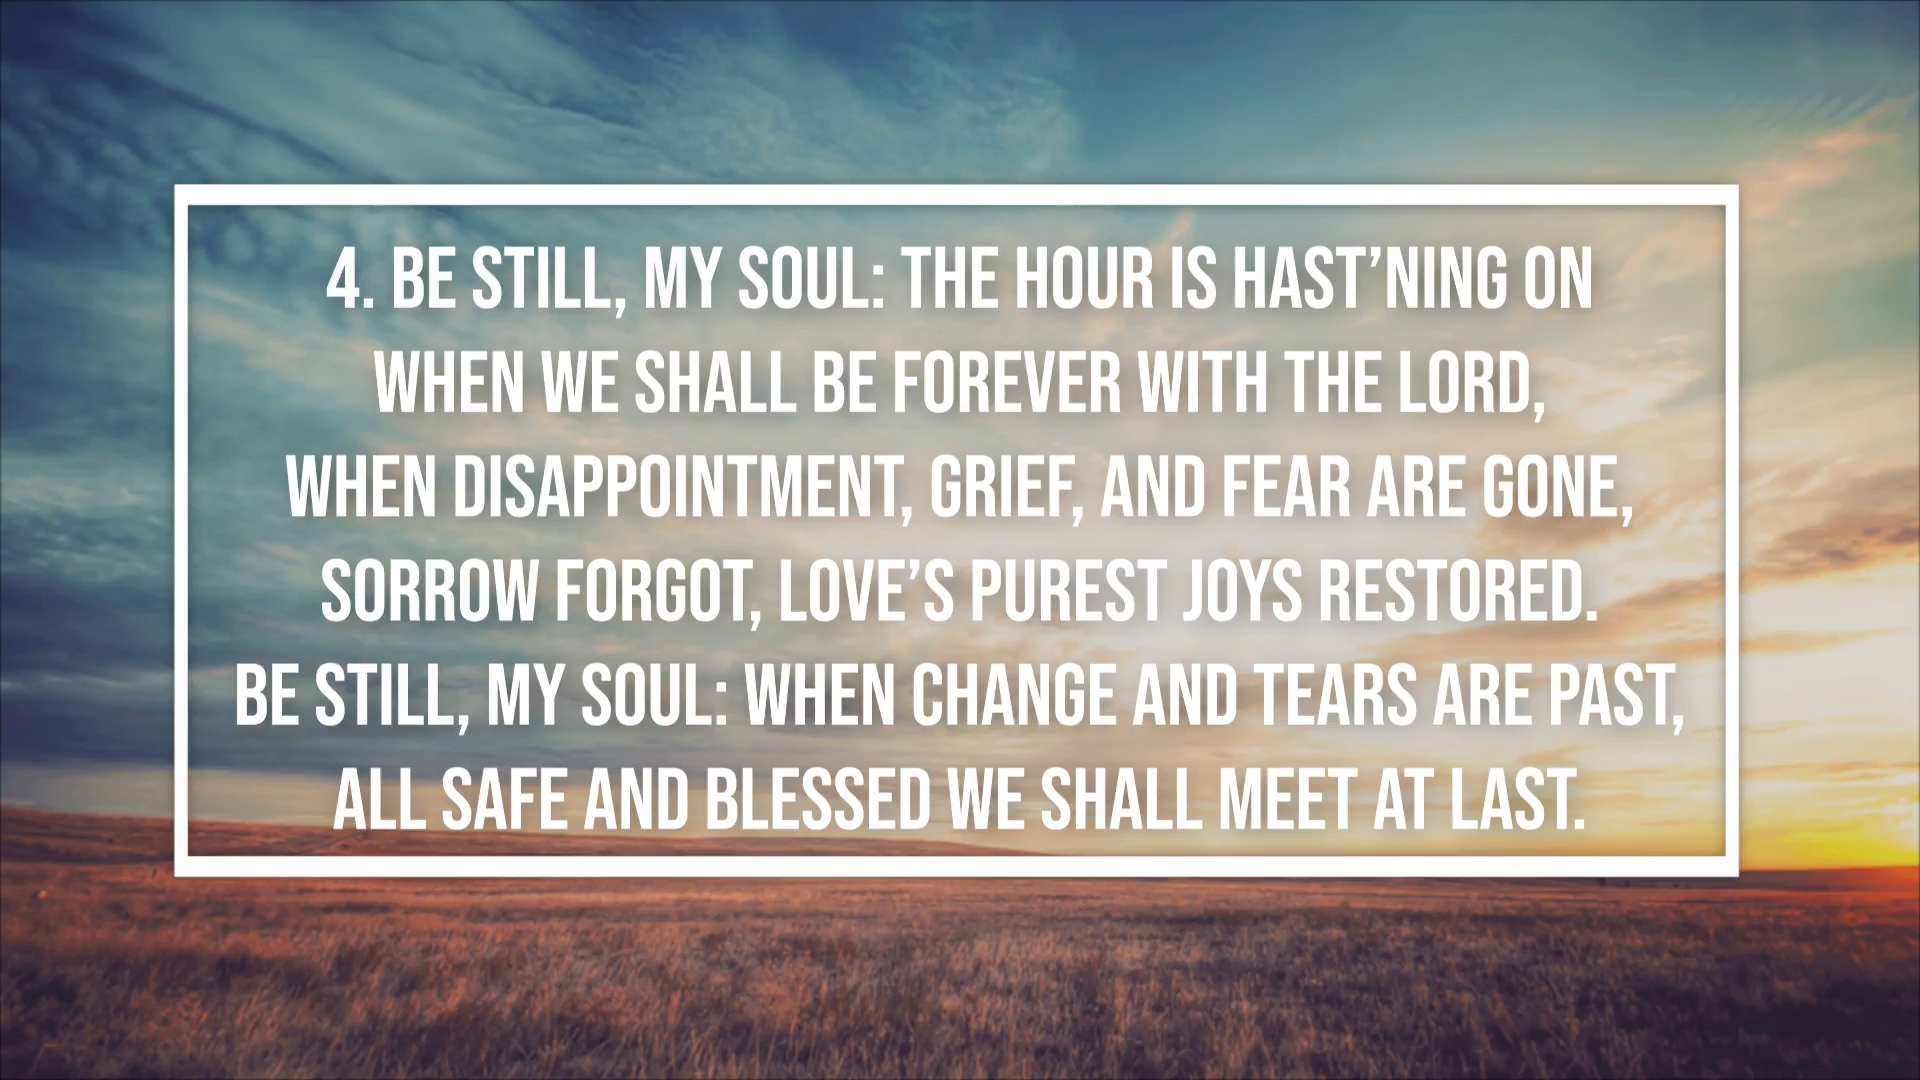 4. BE STILL, MY SOUL: THE HOUR IS HAST’NING ON
WHEN WE SHALL BE FOREVER WITH THE LORD,
WHEN DISAPPOINTMENT, GRIEF, AND FEAR ARE GONE,
SORROW FORGOT, LOVE’S PUREST JOYS RESTORED.
BE STILL, MY SOUL: WHEN CHANGE AND TEARS ARE PAST,
ALL SAFE AND BLESSED WE SHALL MEET AT LAST.